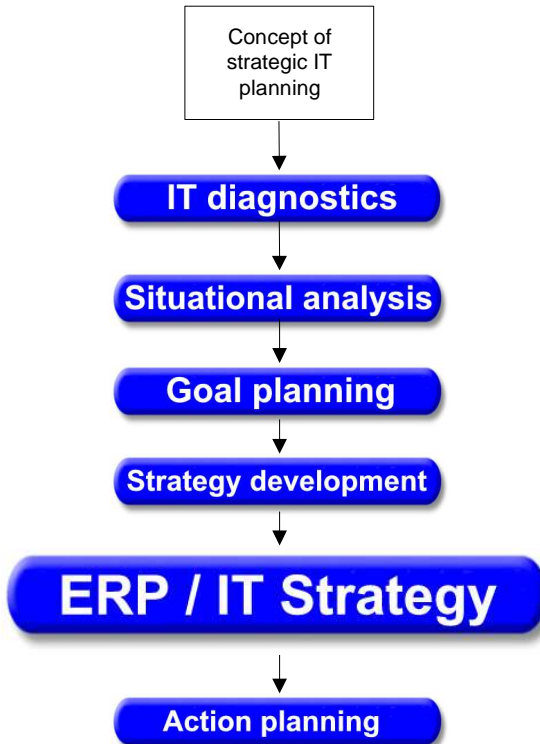 Concept of
strategic IT
planning
IT diagnostics
Situational analysis
Goal planning
Strategy development
ERP / IT Strategy
Action planning